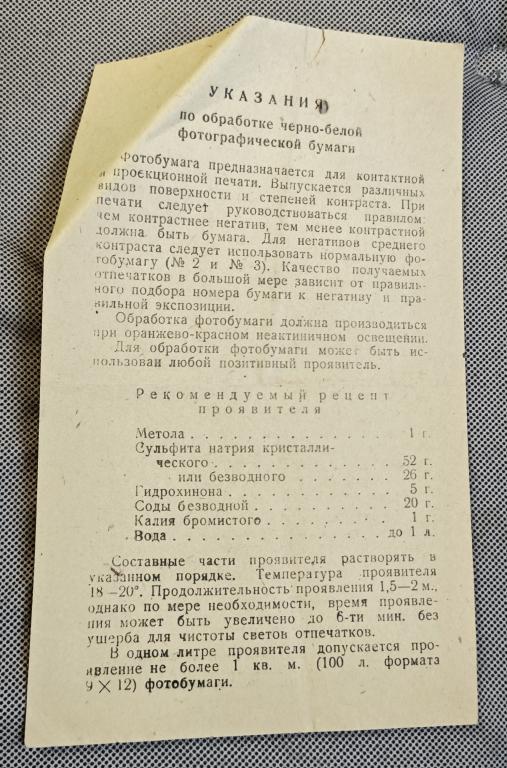 УКАЗАНИЯ
по обработке черно-белой
фотографической бумаги
Фотобумага предназначается для контактной
и проекционной печати. Выпускается различных
видов поверхности и степеней контраста. При
печати следует руководствоваться правилом:
чем контрастнее негатив, тем менее контрастной
должна быть бумага. Для негативов среднего
контраста следует использовать нормальную фо-
тобумагу (№ 2 и № 3). Качество получаемых
отпечатков в большой мере зависит от правиль-
ного подбора номера бумаги к негативу и пра-
вильной экспозиции.
Обработка фотобумаги должна производиться
при оранжево-красном неактиничном освещении.
Для обработки фотобумаги может быть ис-
пользован любой позитивный проявитель.
Рекомендуемый рецепт
проявителя
Метола . . . . . . . . . . . . 1 г.
Сульфита натрия кристалли-
ческого . . . . . . . . . . . 52 г.
или безводного . . . . . . . 26 г.
Гидрохинона . . . . . . . . . . 5 г.
Соды безводной . . . . . . . . 20 г.
Калия бромистого . . . . . . . . 1 г.
Вода . . . . . . . . . . . . до 1 л.
Составные части проявителя растворять в
указанном порядке. Температура проявителя
18—20°. Продолжительность проявления 1,5—2 м.,
однако по мере необходимости, время проявле-
ния может быть увеличено до 6-ти мин. без
ушерба для чистоты светов отпечатков.
В одном литре проявителя допускается про-
явление не более 1 кв. м. (100 л. формата
9 × 12) фотобумаги.